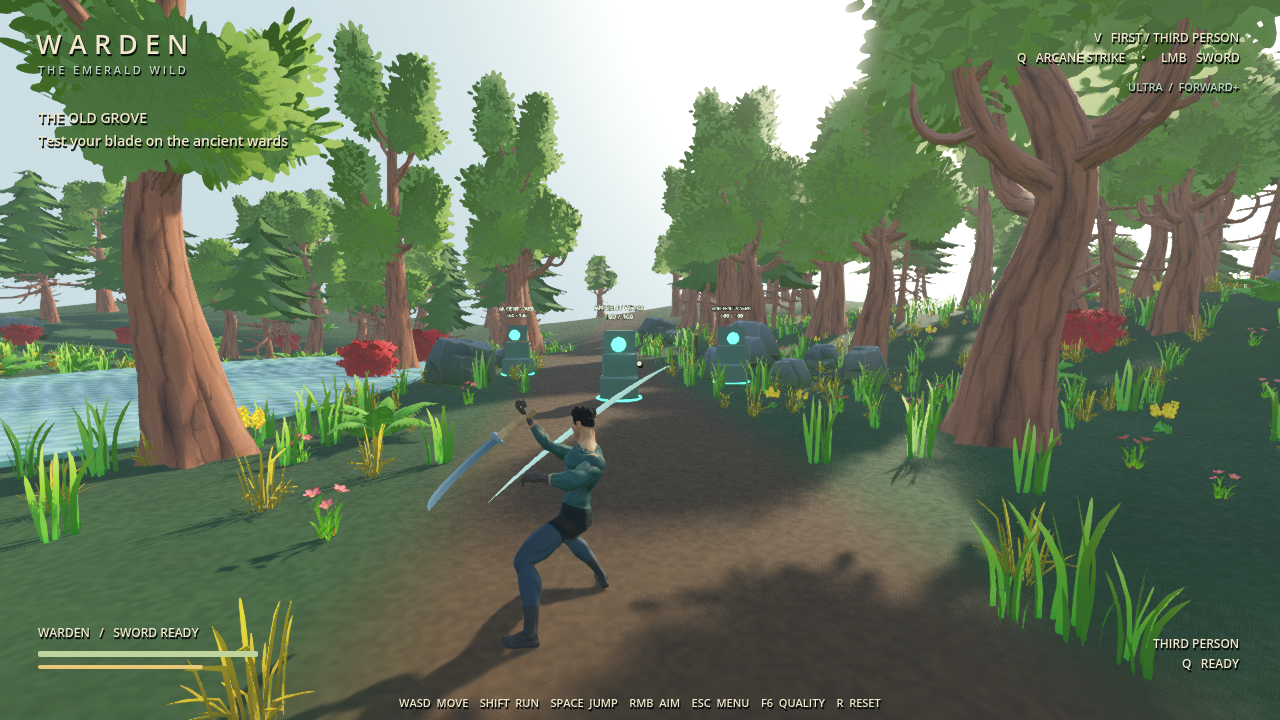 WARDEN
THE EMERALD WILD
THE OLD GROVE
Test your blade on the ancient wards
V FIRST / THIRD PERSON
Q ARCANE STRIKE • LMB SWORD
ULTRA / FORWARD+
WARDEN / SWORD READY
THIRD PERSON
Q READY
WASD MOVE SHIFT RUN SPACE JUMP RMB AIM ESC MENU F6 QUALITY R RESET